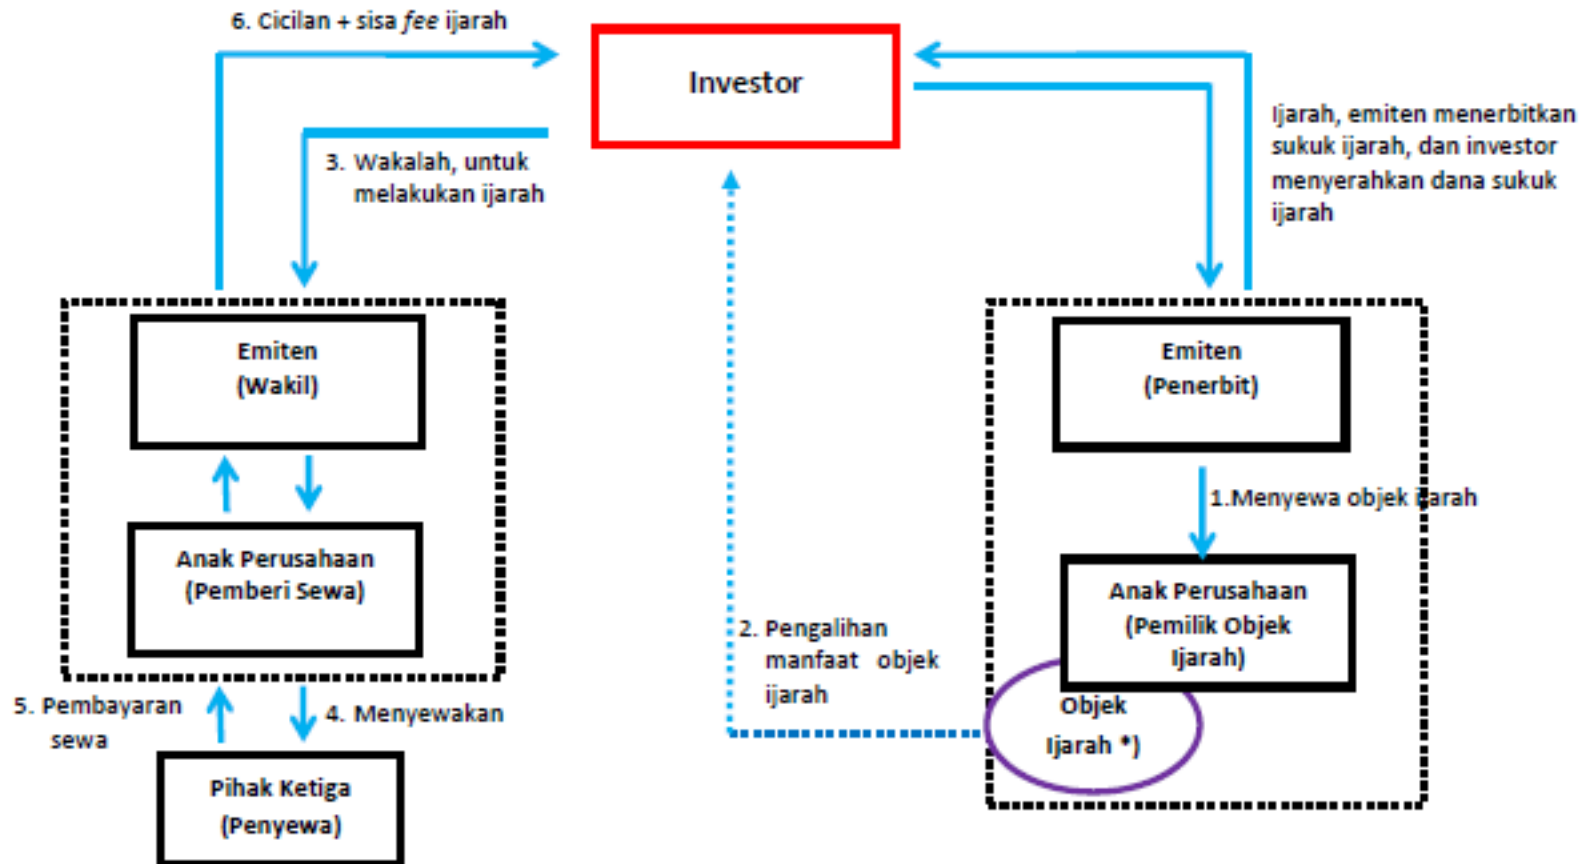 6. Cicilan + sisa fee ijarah
Investor
Ijarah, emiten menerbitkan
sukuk ijarah, dan investor
menyerahkan dana sukuk
ijarah
3. Wakalah, untuk
melakukan ijarah
Emiten
(Wakil)
Emiten
(Penerbit)
1.Menyewa objek ijarah
Anak Perusahaan
(Pemberi Sewa)
Anak Perusahaan
(Pemilik Objek
Ijarah)
2. Pengalihan
manfaat objek
ijarah
Objek
Ijarah *)
5. Pembayaran
sewa
4. Menyewakan
Pihak Ketiga
(Penyewa)